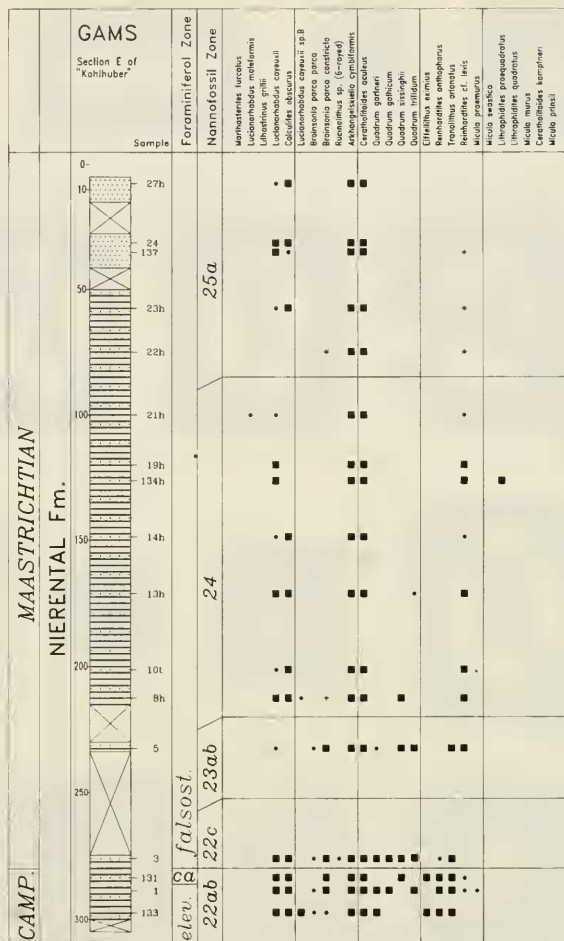 GAMS
Section E of
"Kohlhuber"
Sample
Foraminiferal Zone
Nannofossil Zone
Marthasterites furcatus
Lucianorhabdus maleformis
Lithastrinus grillii
Lucianorhabdus cayeuxii
Calculites obscurus
Lucianorhabdus cayeuxii sp.B
Broinsonia parca parca
Broinsonia parca constricta
Rucinolithus sp. (6-rayed)
Arkhangelskiella cymbiformis
Ceratolithoides aculeus
Quadrum gartneri
Quadrum gothicum
Quadrum sissinghii
Quadrum trifidum
Eiffellithus eximius
Reinhardtites anthophorus
Tranolithus orionatus
Reinhardtites cf. levis
Micula praemurus
Micula swastica
Lithraphidites praequadratus
Lithraphidites quadratus
Micula murus
Ceratolithoides kamptneri
Micula prinsii
MAASTRICHTIAN
CAMP.
NIERENTAL Fm.
0
10
50
100
150
200
250
300
27h
24
137
23h
22h
21h
19h
134h
14h
13h
10t
8h
5
3
131
1
133
falsost.
ca
elev.
25a
24
23ab
22c
22ab